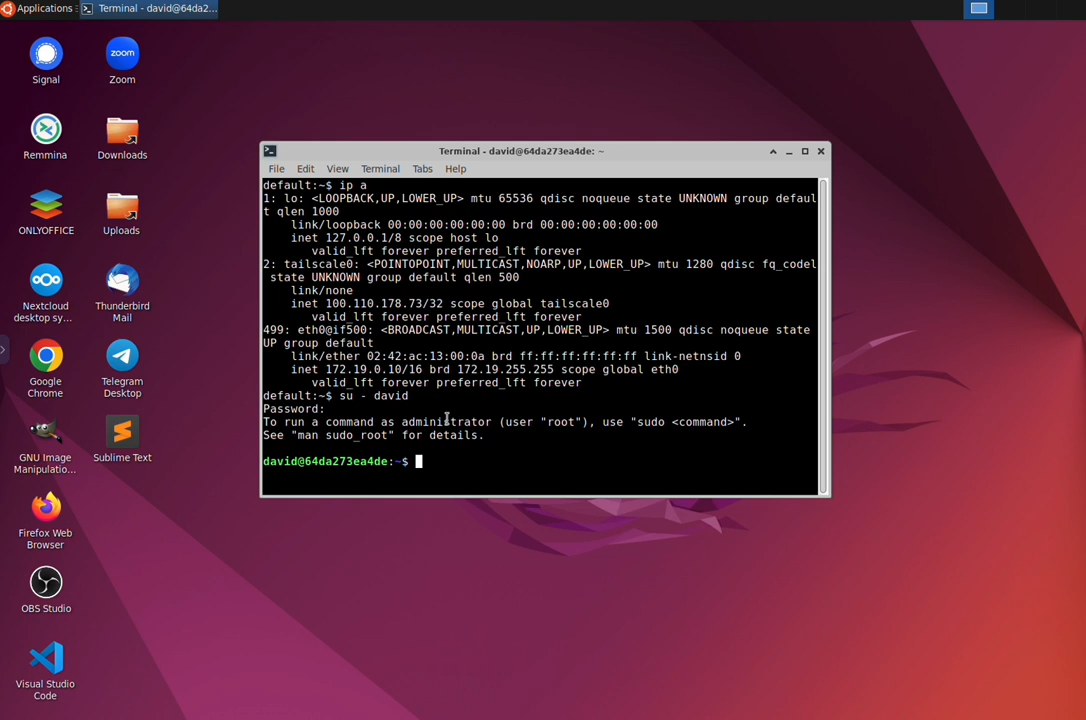 Applications
Terminal - david@64da2...
Signal
zoom
Zoom
Remmina
Downloads
ONLYOFFICE
Uploads
Nextcloud
desktop sy...
Thunderbird
Mail
Google
Chrome
Telegram
Desktop
GNU Image
Manipulatio...
Sublime Text
Firefox Web
Browser
OBS Studio
Visual Studio
Code
Terminal - david@64da273ea4de: ~
File Edit View Terminal Tabs Help
default:~$ ip a
1: lo: <LOOPBACK,UP,LOWER_UP> mtu 65536 qdisc noqueue state UNKNOWN group defaul
t qlen 1000
    link/loopback 00:00:00:00:00:00 brd 00:00:00:00:00:00
    inet 127.0.0.1/8 scope host lo
       valid_lft forever preferred_lft forever
2: tailscale0: <POINTOPOINT,MULTICAST,NOARP,UP,LOWER_UP> mtu 1280 qdisc fq_codel
 state UNKNOWN group default qlen 500
    link/none
    inet 100.110.178.73/32 scope global tailscale0
       valid_lft forever preferred_lft forever
499: eth0@if500: <BROADCAST,MULTICAST,UP,LOWER_UP> mtu 1500 qdisc noqueue state
UP group default
    link/ether 02:42:ac:13:00:0a brd ff:ff:ff:ff:ff:ff link-netnsid 0
    inet 172.19.0.10/16 brd 172.19.255.255 scope global eth0
       valid_lft forever preferred_lft forever
default:~$ su - david
Password:
To run a command as administrator (user "root"), use "sudo <command>".
See "man sudo_root" for details.
david@64da273ea4de:~$